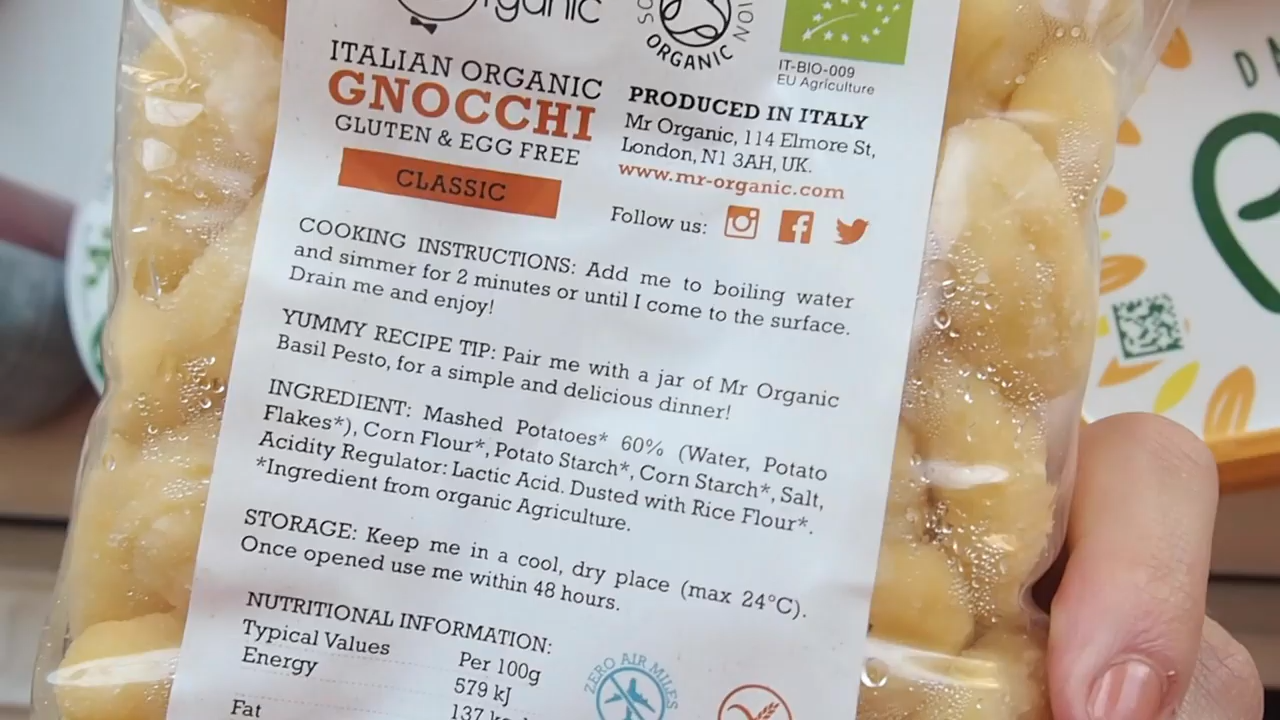 Organic
ORGANIC
IT-BIO-009
EU Agriculture
ITALIAN ORGANIC
GNOCCHI
GLUTEN & EGG FREE
CLASSIC
PRODUCED IN ITALY
Mr Organic, 114 Elmore St,
London, N1 3AH, UK.
www.mr-organic.com
Follow us:
COOKING INSTRUCTIONS: Add me to boiling water
and simmer for 2 minutes or until I come to the surface.
Drain me and enjoy!
YUMMY RECIPE TIP: Pair me with a jar of Mr Organic
Basil Pesto, for a simple and delicious dinner!
INGREDIENT: Mashed Potatoes* 60% (Water, Potato
Flakes*), Corn Flour*, Potato Starch*, Corn Starch*, Salt,
Acidity Regulator: Lactic Acid. Dusted with Rice Flour*.
*Ingredient from organic Agriculture.
STORAGE: Keep me in a cool, dry place (max 24°C).
Once opened use me within 48 hours.
NUTRITIONAL INFORMATION:
Typical Values Per 100g
Energy 579 kJ
137
Fat
ZERO AIR MILES